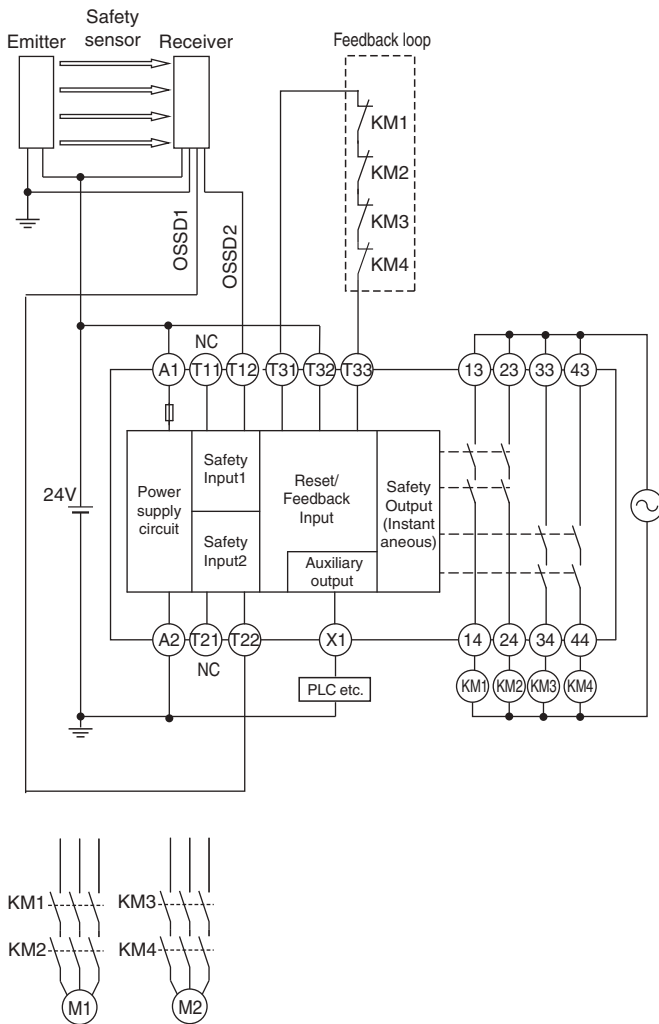 Safety
sensor
Emitter
Receiver
Feedback loop
KM1
KM2
KM3
KM4
OSSD1
OSSD2
NC
A1
T11
T12
T31
T32
T33
13
23
33
43
24V
Power
supply
circuit
Safety
Input1
Safety
Input2
Reset/
Feedback
Input
Auxiliary
output
Safety
Output
(Instant
aneous)
A2
T21
T22
X1
14
24
34
44
NC
PLC etc.
KM1
KM2
KM3
KM4
KM1
KM2
M1
KM3
KM4
M2